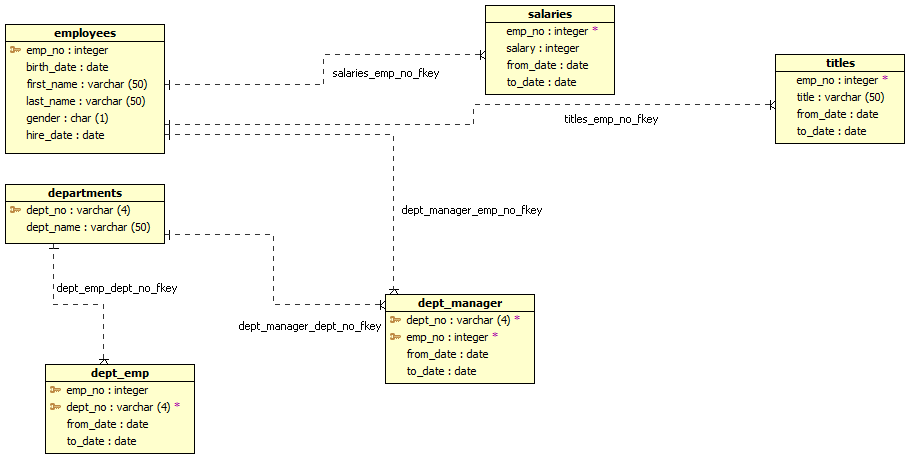 employees
emp_no : integer
birth_date : date
first_name : varchar (50)
last_name : varchar (50)
gender : char (1)
hire_date : date
salaries
emp_no : integer *
salary : integer
from_date : date
to_date : date
salaries_emp_no_fkey
titles
emp_no : integer *
title : varchar (50)
from_date : date
to_date : date
titles_emp_no_fkey
departments
dept_no : varchar (4)
dept_name : varchar (50)
dept_manager_emp_no_fkey
dept_emp_dept_no_fkey
dept_manager_dept_no_fkey
dept_manager
dept_no : varchar (4) *
emp_no : integer *
from_date : date
to_date : date
dept_emp
emp_no : integer
dept_no : varchar (4) *
from_date : date
to_date : date